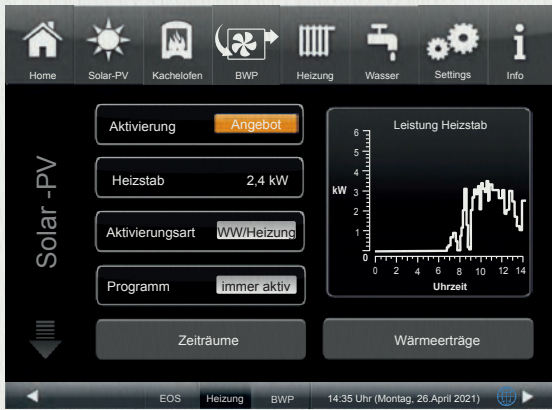 Home Solar-PV Kachelofen BWP Heizung Wasser Settings Info
Solar -PV
Aktivierung Angebot
Heizstab 2,4 kW
Aktivierungsart WW/Heizung
Programm immer aktiv
Zeiträume
Leistung Heizstab
6
5
4
kW 3
2
1
0
0 2 4 6 8 10 12 14
Uhrzeit
Wärmeerträge
EOS Heizung BWP 14:35 Uhr (Montag, 26.April 2021)